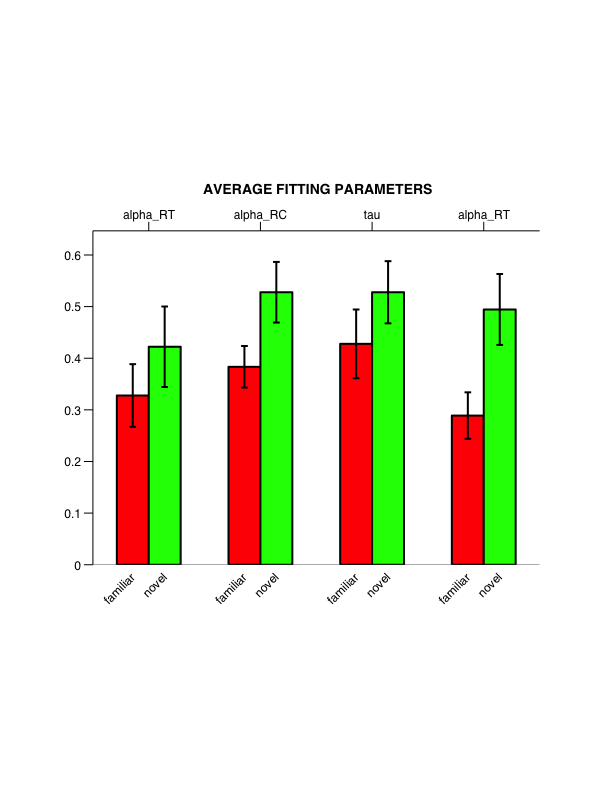 AVERAGE FITTING PARAMETERS
alpha_RT alpha_RC tau alpha_RT
0.6
0.5
0.4
0.3
0.2
0.1
0
familiar novel familiar novel familiar novel familiar novel